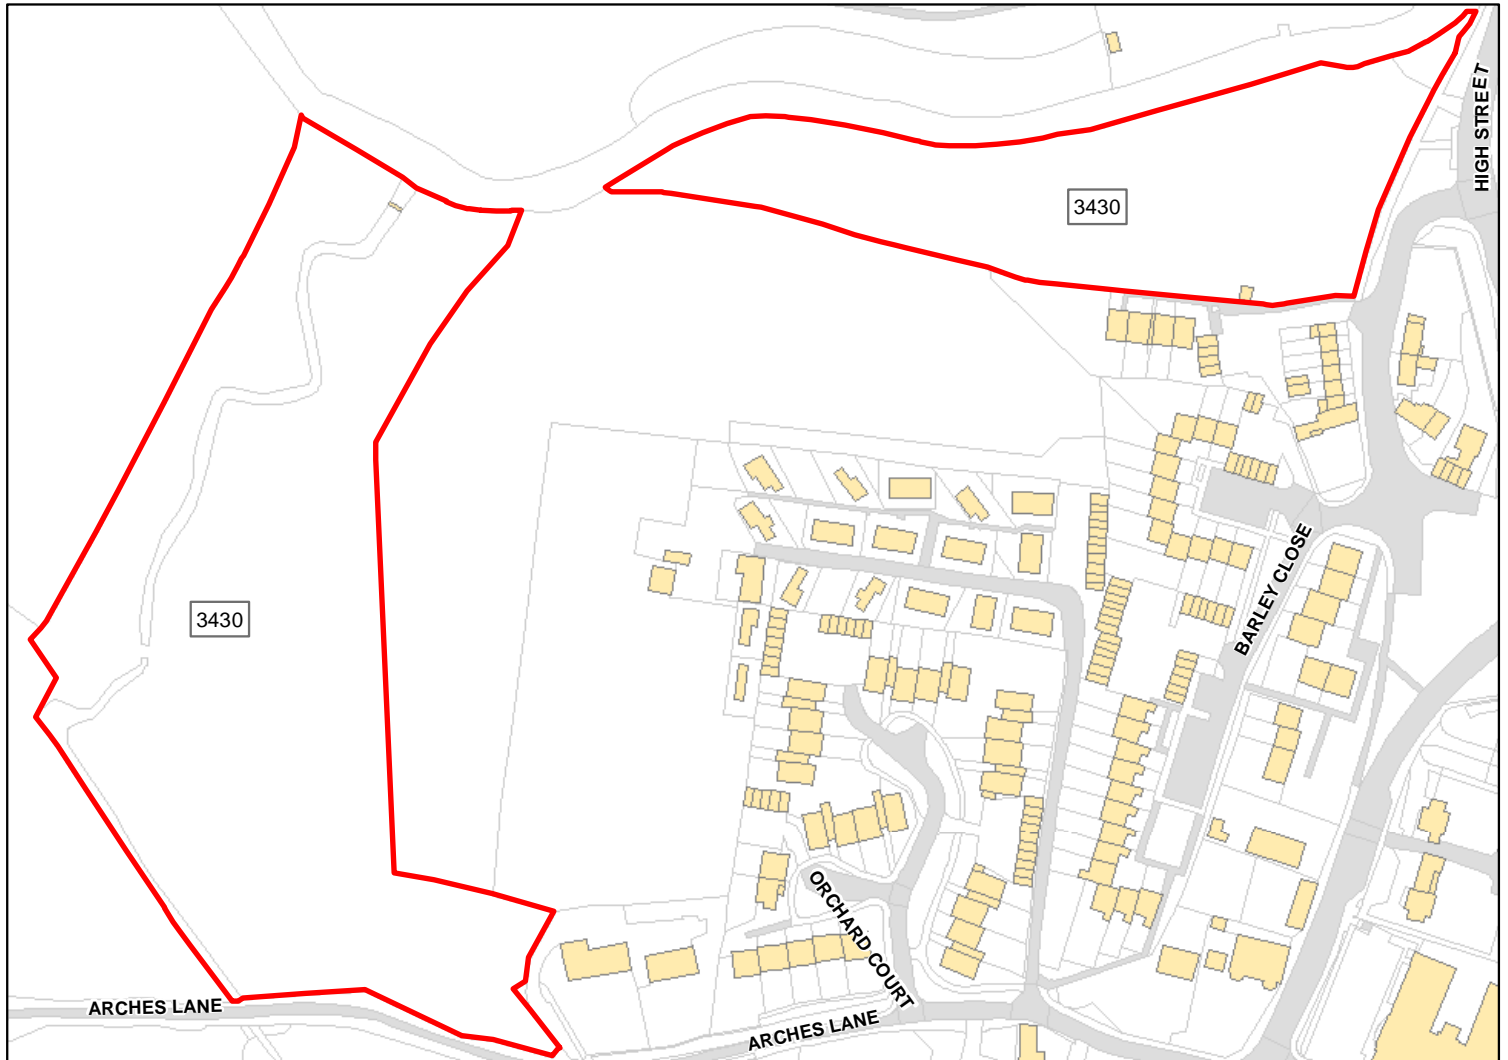 HIGH STREET
3430
BARLEY CLOSE
3430
ORCHARD COURT
ARCHES LANE
ARCHES LANE